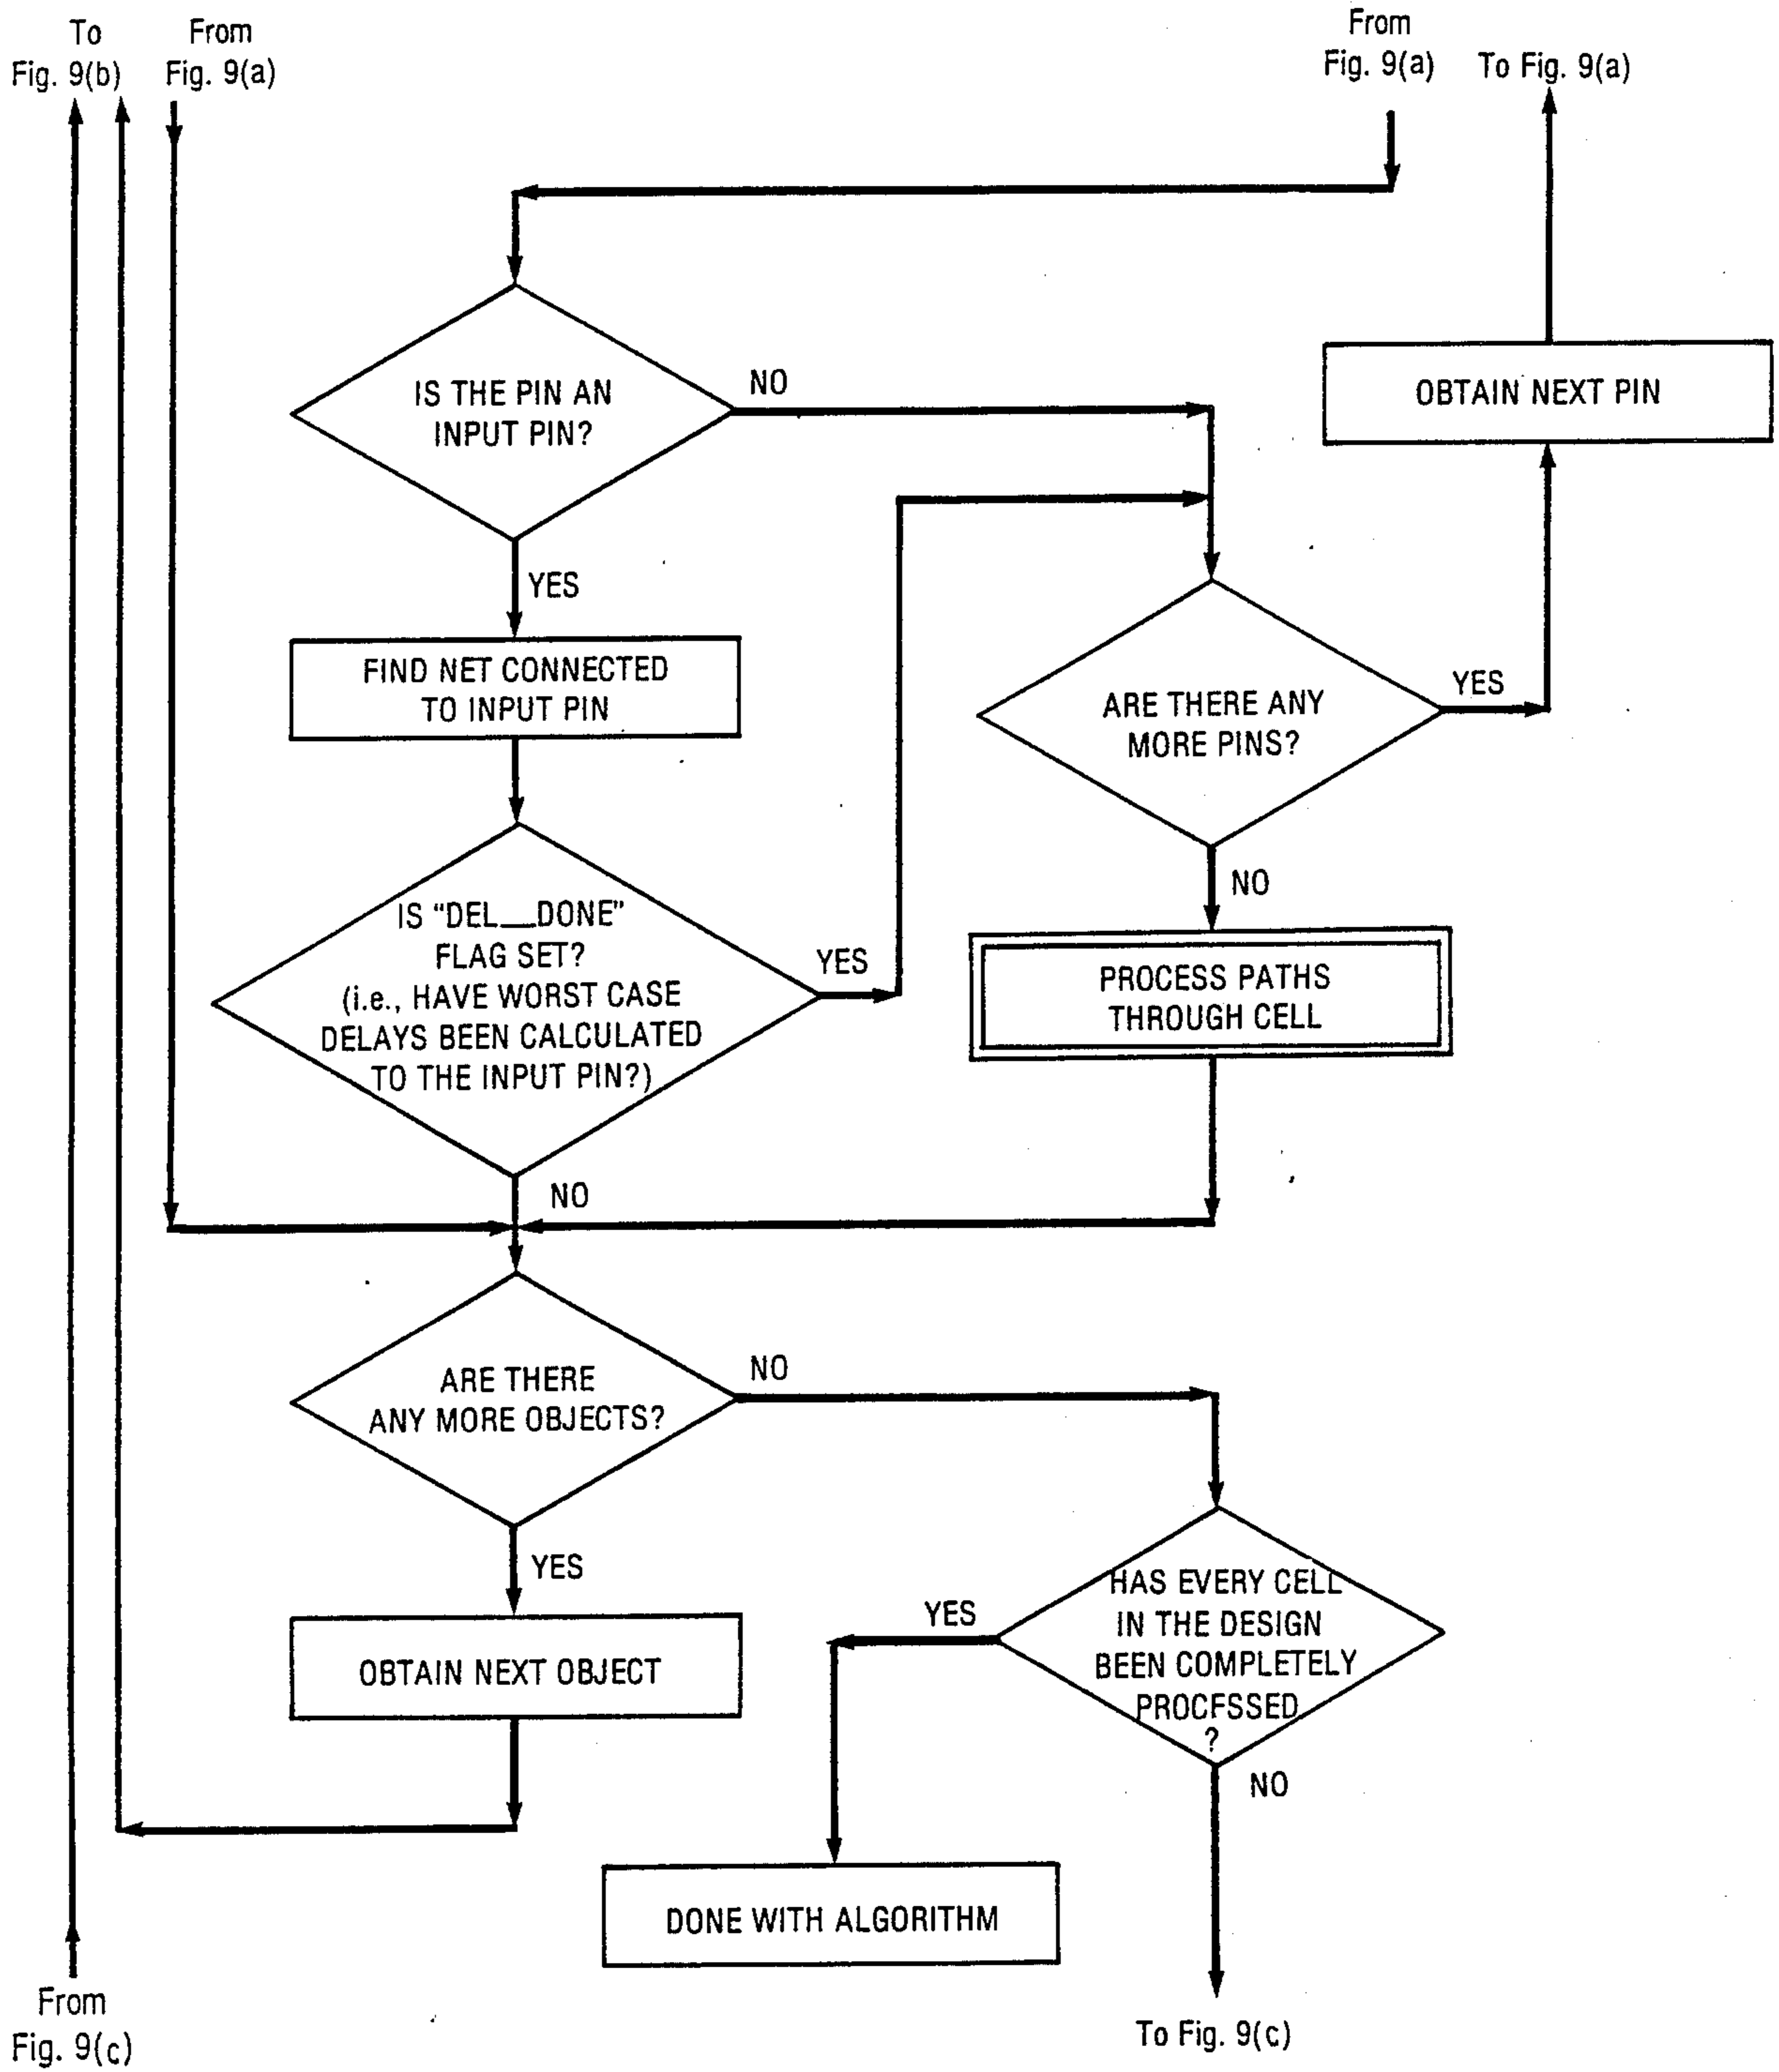 To
Fig. 9(b)
From
Fig. 9(a)
From
Fig. 9(a)
To Fig. 9(a)
IS THE PIN AN
INPUT PIN?
NO
OBTAIN NEXT PIN
YES
FIND NET CONNECTED
TO INPUT PIN
ARE THERE ANY
MORE PINS?
YES
NO
IS “DEL__DONE”
FLAG SET?
(i.e., HAVE WORST CASE
DELAYS BEEN CALCULATED
TO THE INPUT PIN?)
YES
PROCESS PATHS
THROUGH CELL
NO
ARE THERE
ANY MORE OBJECTS?
NO
YES
OBTAIN NEXT OBJECT
HAS EVERY CELL
IN THE DESIGN
BEEN COMPLETELY
PROCFSSED
?
YES
NO
DONE WITH ALGORITHM
From
Fig. 9(c)
To Fig. 9(c)